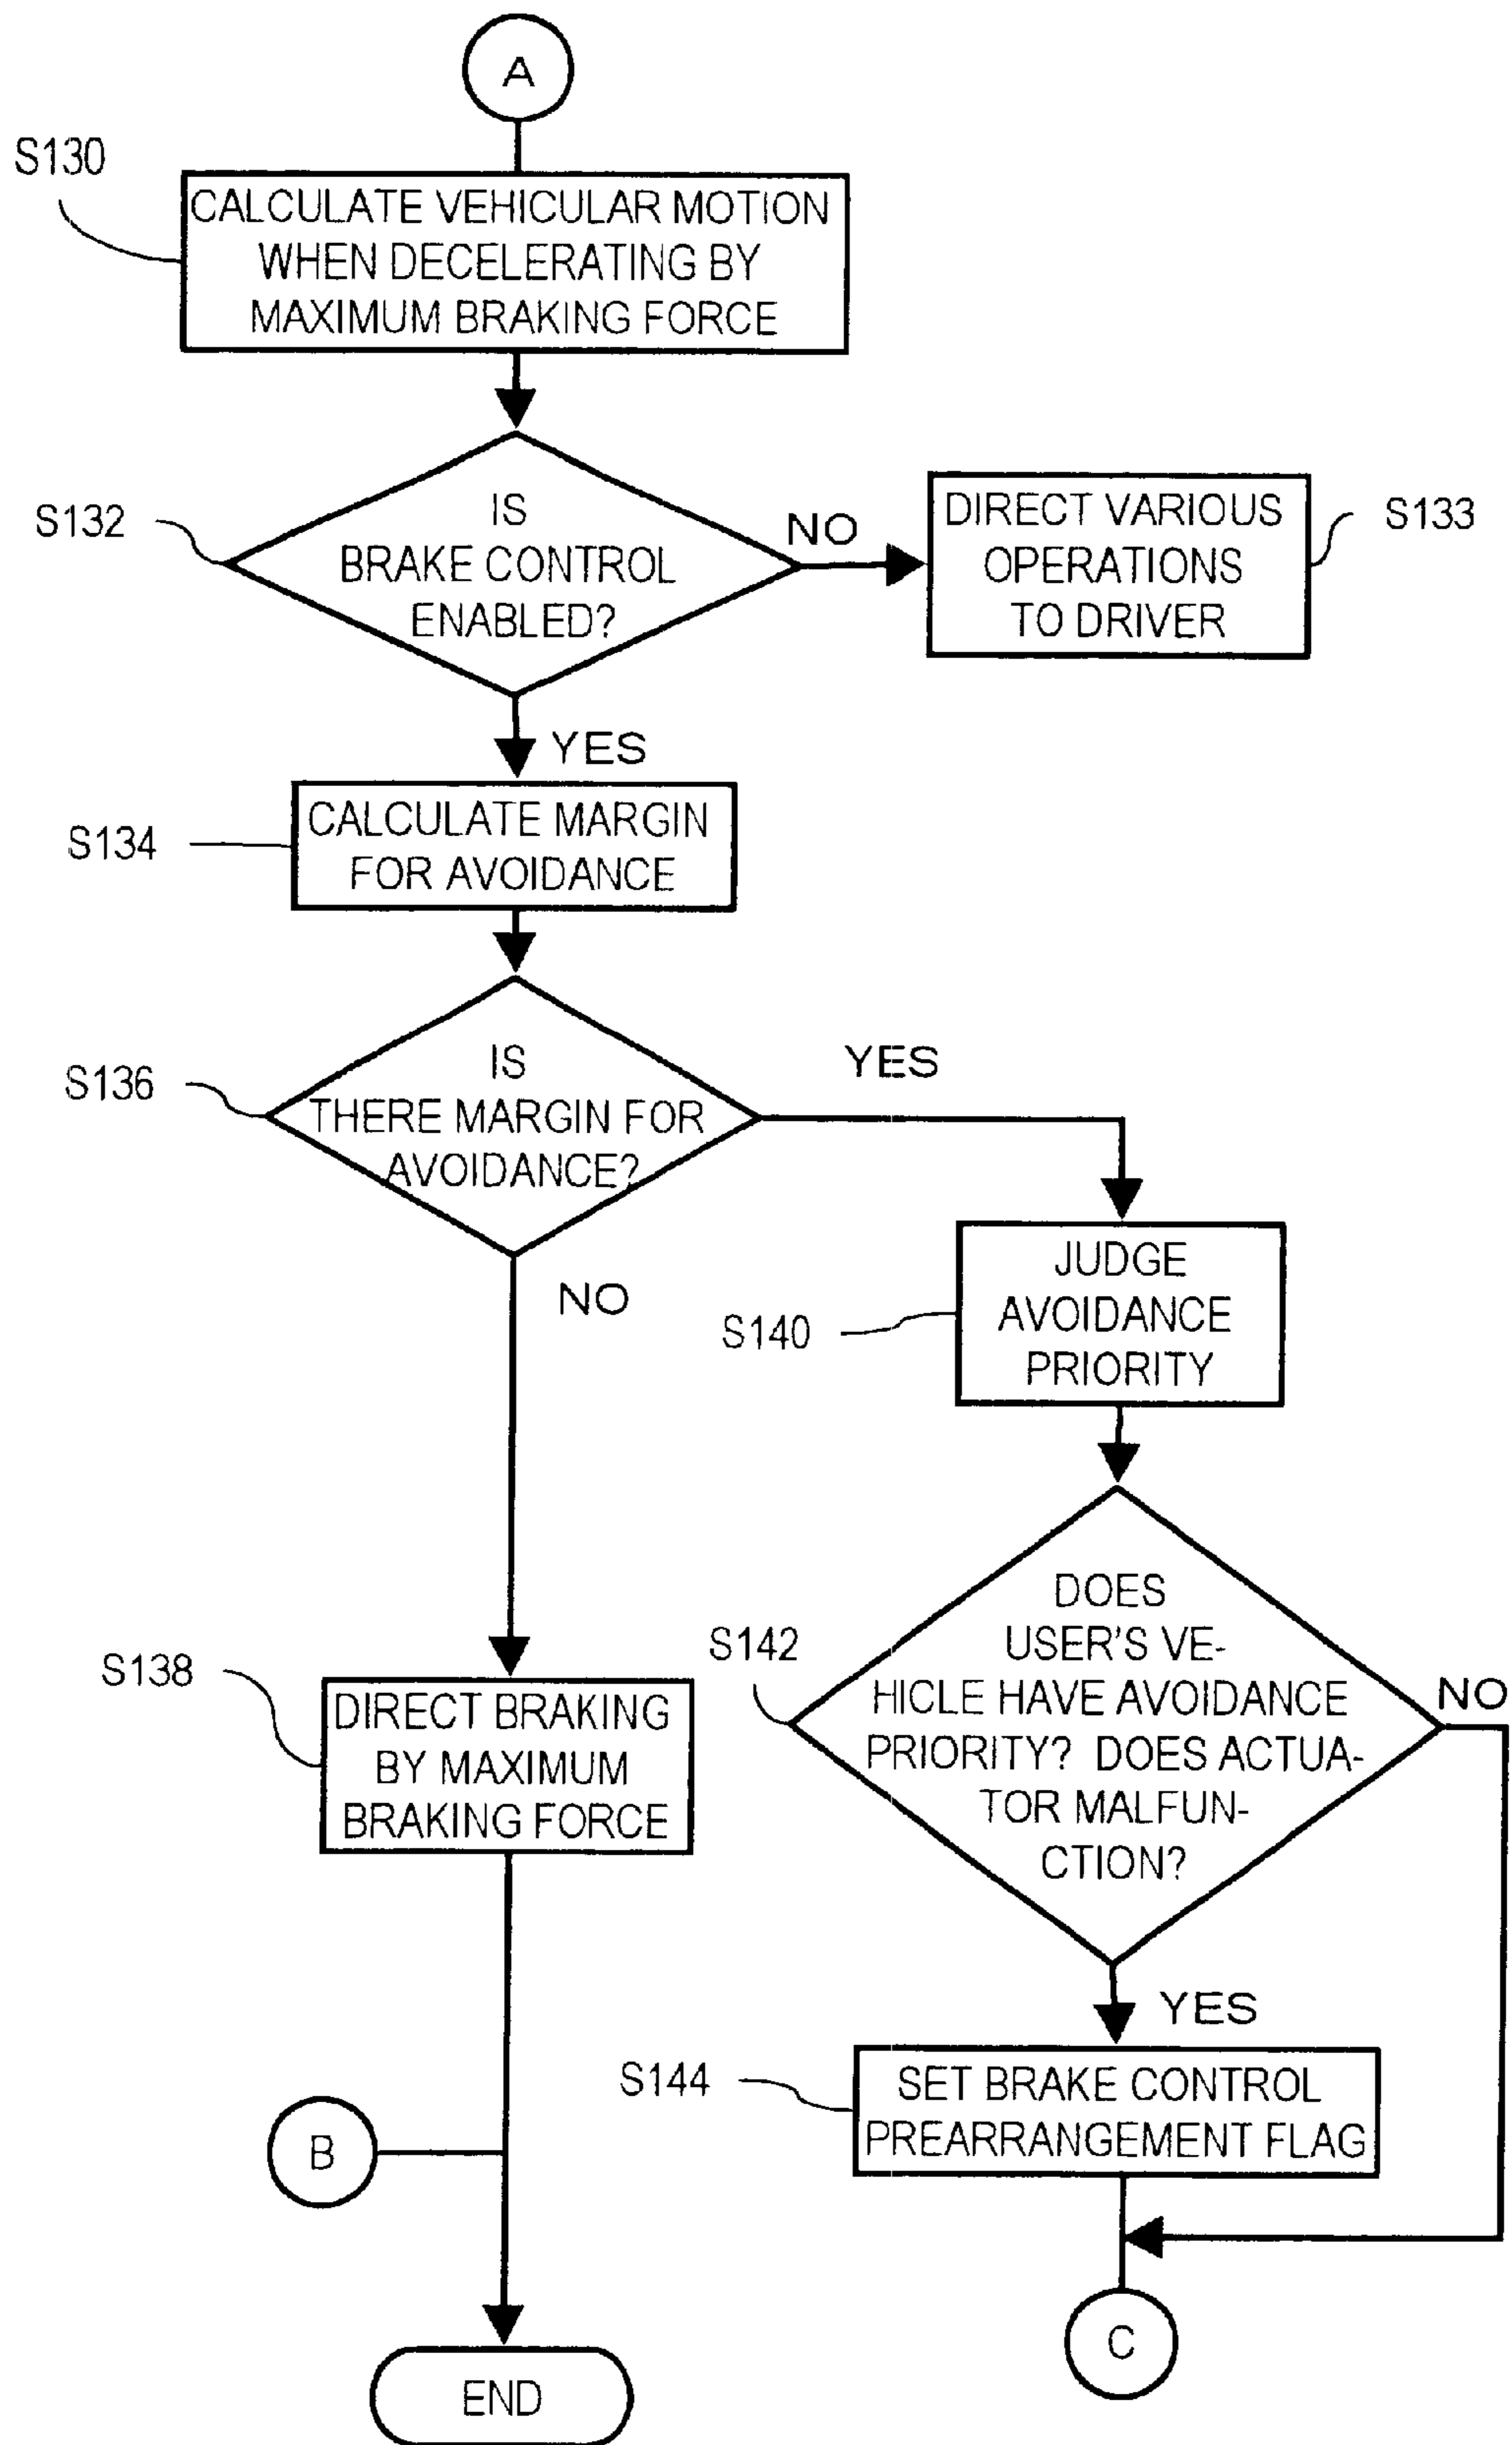 A
S130
CALCULATE VEHICULAR MOTION
WHEN DECELERATING BY
MAXIMUM BRAKING FORCE
S132
IS
BRAKE CONTROL
ENABLED?
NO
DIRECT VARIOUS
OPERATIONS
TO DRIVER
S133
YES
S134
CALCULATE MARGIN
FOR AVOIDANCE
S136
IS
THERE MARGIN FOR
AVOIDANCE?
YES
NO
S140
JUDGE
AVOIDANCE
PRIORITY
S142
DOES
USER'S VE-
HICLE HAVE AVOIDANCE
PRIORITY? DOES ACTUA-
TOR MALFUN-
CTION?
NO
S138
DIRECT BRAKING
BY MAXIMUM
BRAKING FORCE
YES
S144
SET BRAKE CONTROL
PREARRANGEMENT FLAG
B
C
END